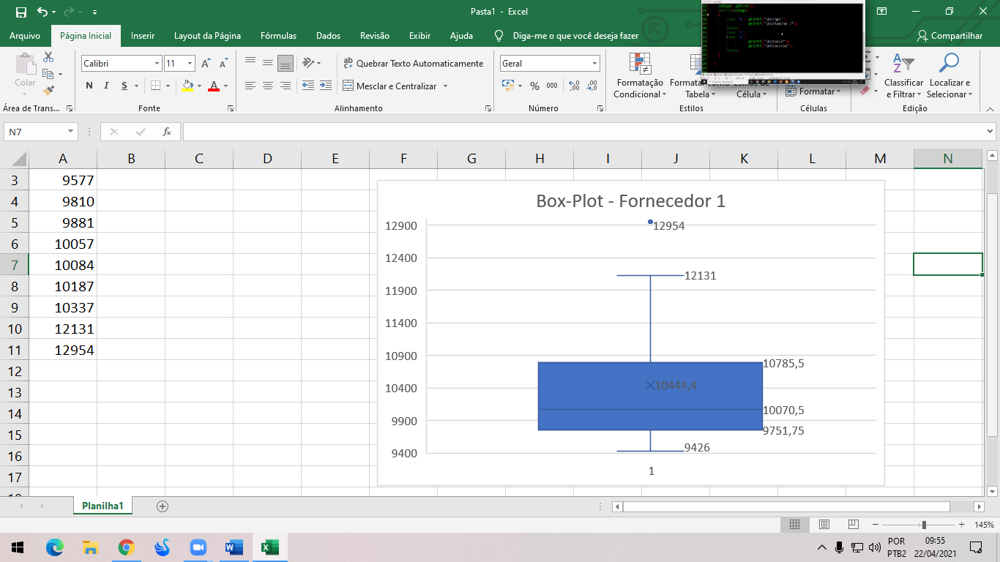 Pasta1 - Excel
Arquivo Página Inicial Inserir Layout da Página Fórmulas Dados Revisão Exibir Ajuda Diga-me o que você deseja fazer Compartilhar
Colar
Calibri 11 A A
N I S A
ab Quebrar Texto Automaticamente
Mesclar e Centralizar
Geral
% 000
Formatação Condicional
Formatar como Tabela
Estilos de Célula
Formatar
Classificar e Filtrar
Localizar e Selecionar
Área de Trans... Fonte Alinhamento Número Estilos Células Edição
N7 fx
A B C D E F G H I J K L M N
3 9577
4 9810
5 9881
6 10057
7 10084
8 10187
9 10337
10 12131
11 12954
12
13
14
15
16
17
Box-Plot - Fornecedor 1
12900
12400
11900
11400
10900
10400
9900
9400
12954
12131
10785,5
10444,4
10070,5
9751,75
9426
1
Planilha1
145%
POR
PTB2
09:55
22/04/2021